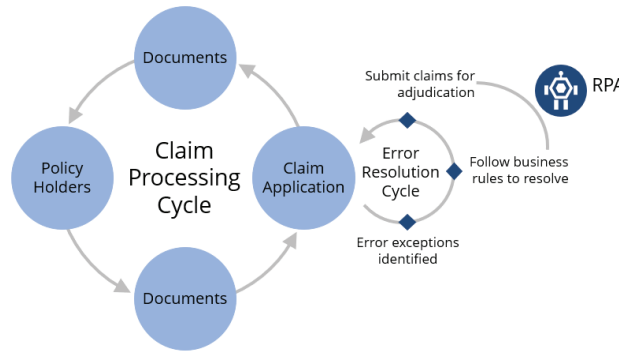 Documents
Policy
Holders
Claim
Processing
Cycle
Claim
Application
Documents
Submit claims for
adjudication
RPA
Error
Resolution
Cycle
Follow business
rules to resolve
Error exceptions
identified